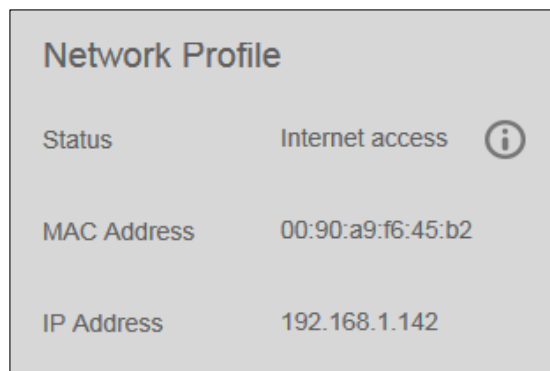 Network Profile
Status Internet access
MAC Address 00:90:a9:f6:45:b2
IP Address 192.168.1.142